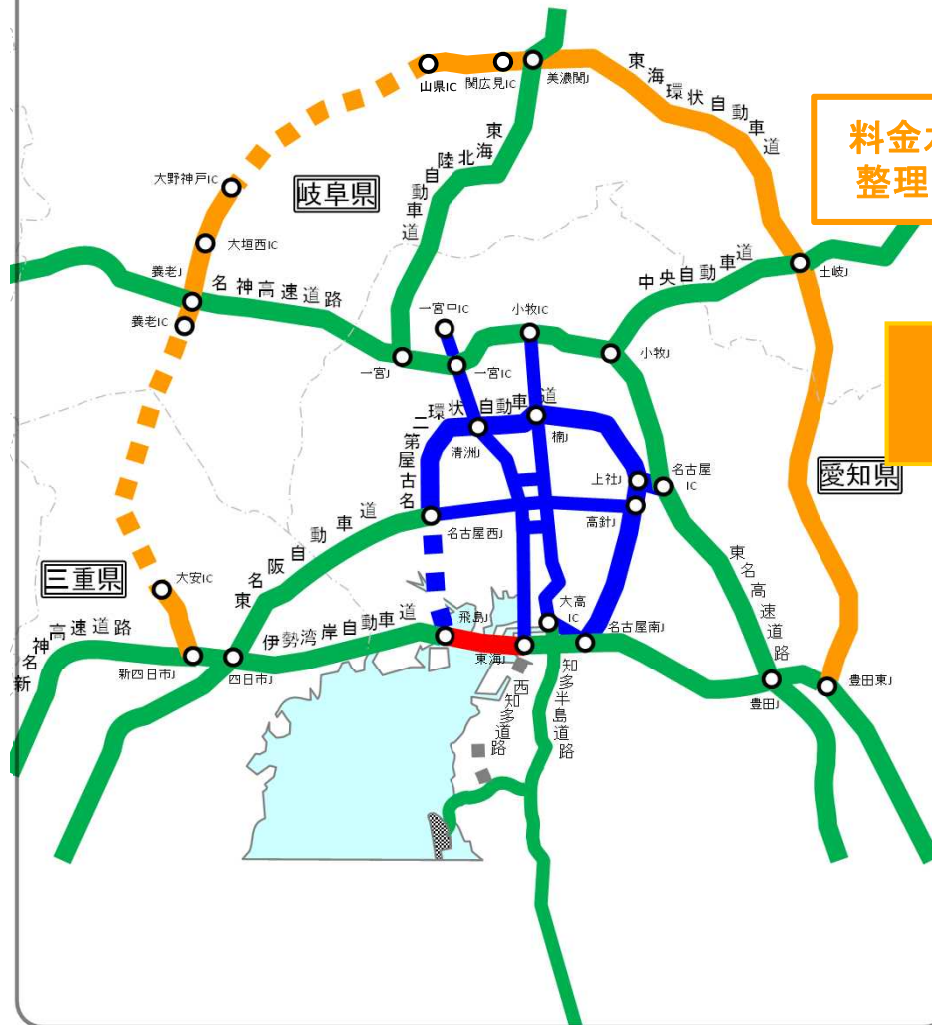 山県IC
関広見IC
美濃関J
東海環状自動車道
東海北陸自動車道
料金
整理
大野神戸IC
岐阜県
大垣西IC
養老J
名神高速道路
養老IC
中央自動車道
土岐J
一宮口IC
小牧IC
一宮J
一宮IC
小牧J
名古屋第二環状自動車道
清洲J
楠J
上社J
名古屋
IC
高針J
愛知県
名古屋西J
東名阪自動車道
三重県
大安IC
東名高速道路
大高
IC
飛島J
名古屋南J
伊勢湾岸自動車道
新名神高速道路
新四日市J
四日市J
東海J
西知多道路
知多半島道路
豊田J
豊田東J